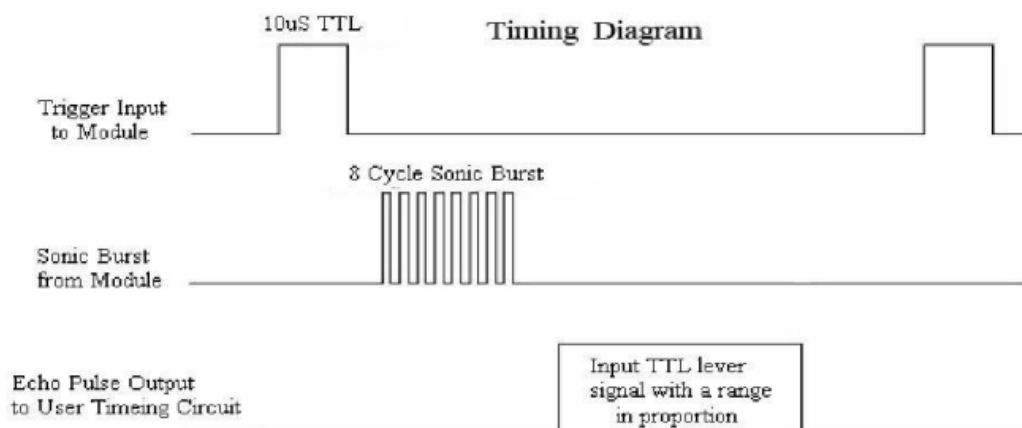 10uS TTL
Timing Diagram
Trigger Input
to Module
8 Cycle Sonic Burst
Sonic Burst
from Module
Echo Pulse Output
to User Timeing Circuit
Input TTL lever
signal with a range
in proportion